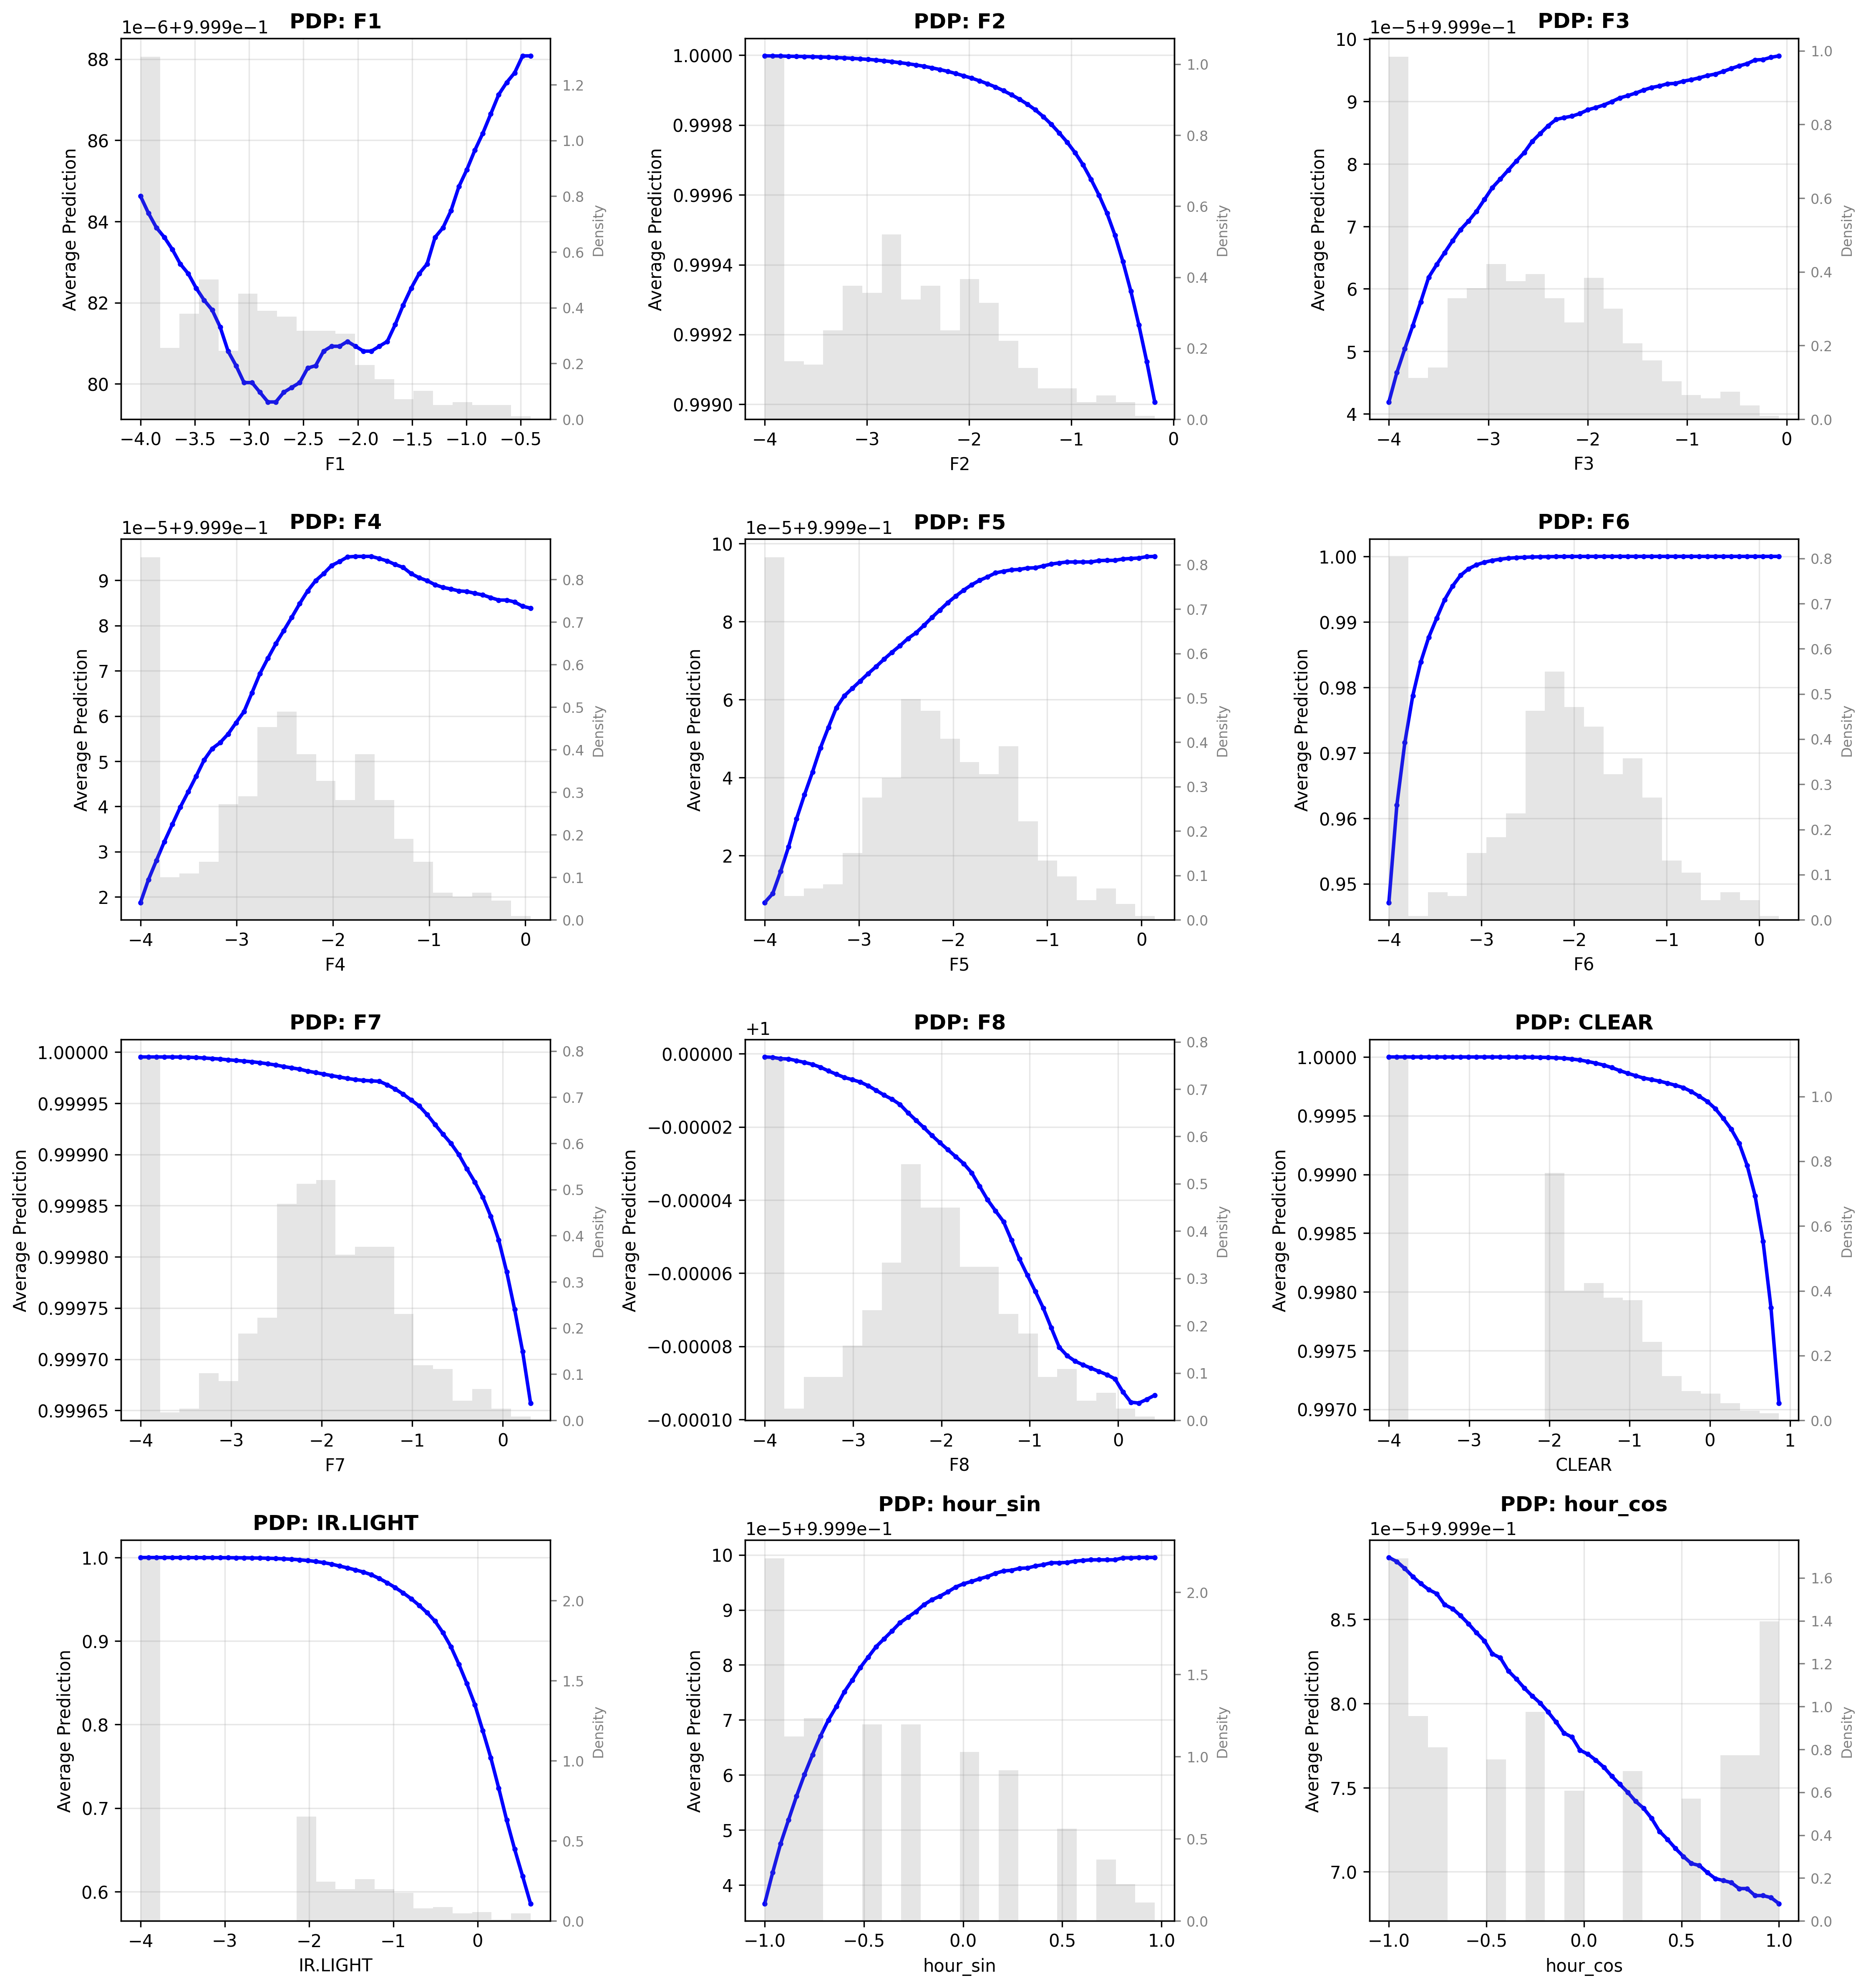 PDP: F1
1e−6+9.999e−1
88
86
84
82
80
1.2
1.0
0.8
0.6
0.4
0.2
0.0
−4.0 −3.5 −3.0 −2.5 −2.0 −1.5 −1.0 −0.5
F1
Average Prediction
Density
PDP: F2
1.0000
0.9998
0.9996
0.9994
0.9992
0.9990
1.0
0.8
0.6
0.4
0.2
0.0
−4 −3 −2 −1 0
F2
Average Prediction
Density
PDP: F3
1e−5+9.999e−1
10
9
8
7
6
5
4
1.0
0.8
0.6
0.4
0.2
0.0
−4 −3 −2 −1 0
F3
Average Prediction
Density
PDP: F4
1e−5+9.999e−1
9
8
7
6
5
4
3
2
0.8
0.7
0.6
0.5
0.4
0.3
0.2
0.1
0.0
−4 −3 −2 −1 0
F4
Average Prediction
Density
PDP: F5
1e−5+9.999e−1
10
8
6
4
2
0.8
0.7
0.6
0.5
0.4
0.3
0.2
0.1
0.0
−4 −3 −2 −1 0
F5
Average Prediction
Density
PDP: F6
1.00
0.99
0.98
0.97
0.96
0.95
0.8
0.7
0.6
0.5
0.4
0.3
0.2
0.1
0.0
−4 −3 −2 −1 0
F6
Average Prediction
Density
PDP: F7
1.00000
0.99995
0.99990
0.99985
0.99980
0.99975
0.99970
0.99965
0.8
0.7
0.6
0.5
0.4
0.3
0.2
0.1
0.0
−4 −3 −2 −1 0
F7
Average Prediction
Density
PDP: F8
+1
0.00000
−0.00002
−0.00004
−0.00006
−0.00008
−0.00010
0.8
0.7
0.6
0.5
0.4
0.3
0.2
0.1
0.0
−4 −3 −2 −1 0
F8
Average Prediction
Density
PDP: CLEAR
1.0000
0.9995
0.9990
0.9985
0.9980
0.9975
0.9970
1.0
0.8
0.6
0.4
0.2
0.0
−4 −3 −2 −1 0 1
CLEAR
Average Prediction
Density
PDP: IR.LIGHT
1.0
0.9
0.8
0.7
0.6
2.0
1.5
1.0
0.5
0.0
−4 −3 −2 −1 0
IR.LIGHT
Average Prediction
Density
PDP: hour_sin
1e−5+9.999e−1
10
9
8
7
6
5
4
2.0
1.5
1.0
0.5
0.0
−1.0 −0.5 0.0 0.5 1.0
hour_sin
Average Prediction
Density
PDP: hour_cos
1e−5+9.999e−1
8.5
8.0
7.5
7.0
1.6
1.4
1.2
1.0
0.8
0.6
0.4
0.2
0.0
−1.0 −0.5 0.0 0.5 1.0
hour_cos
Average Prediction
Density